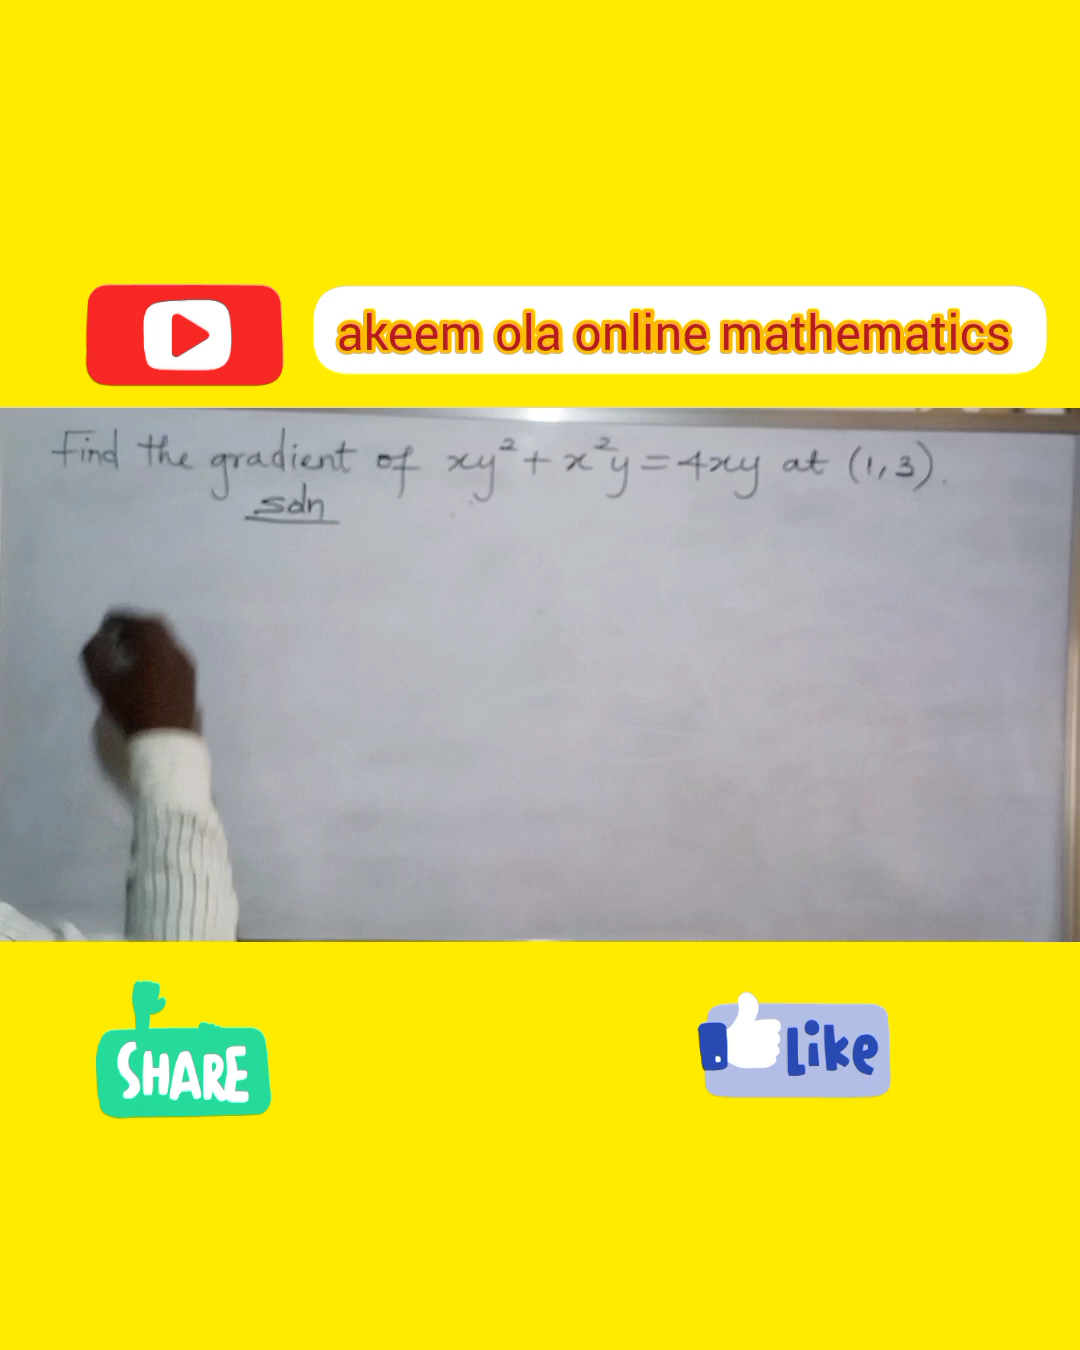 akeem ola online mathematics
Find the gradient of xy²+x²y=4xy at (1,3).
Soln
SHARE
Like